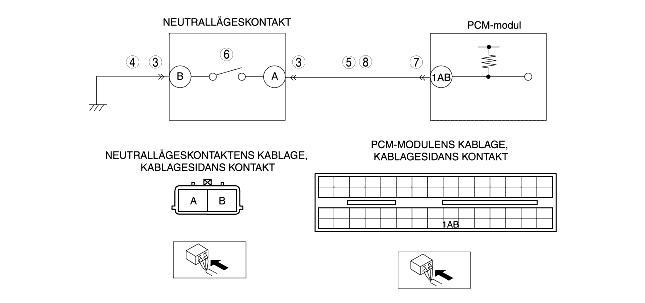 NEUTRALLÄGESKONTAKT
PCM-modul
4 3 6 3 5 8 7
B A 1AB
NEUTRALLÄGESKONTAKTENS KABLAGE,
KABLAGESIDANS KONTAKT
PCM-MODULENS KABLAGE,
KABLAGESIDANS KONTAKT
A B
1AB